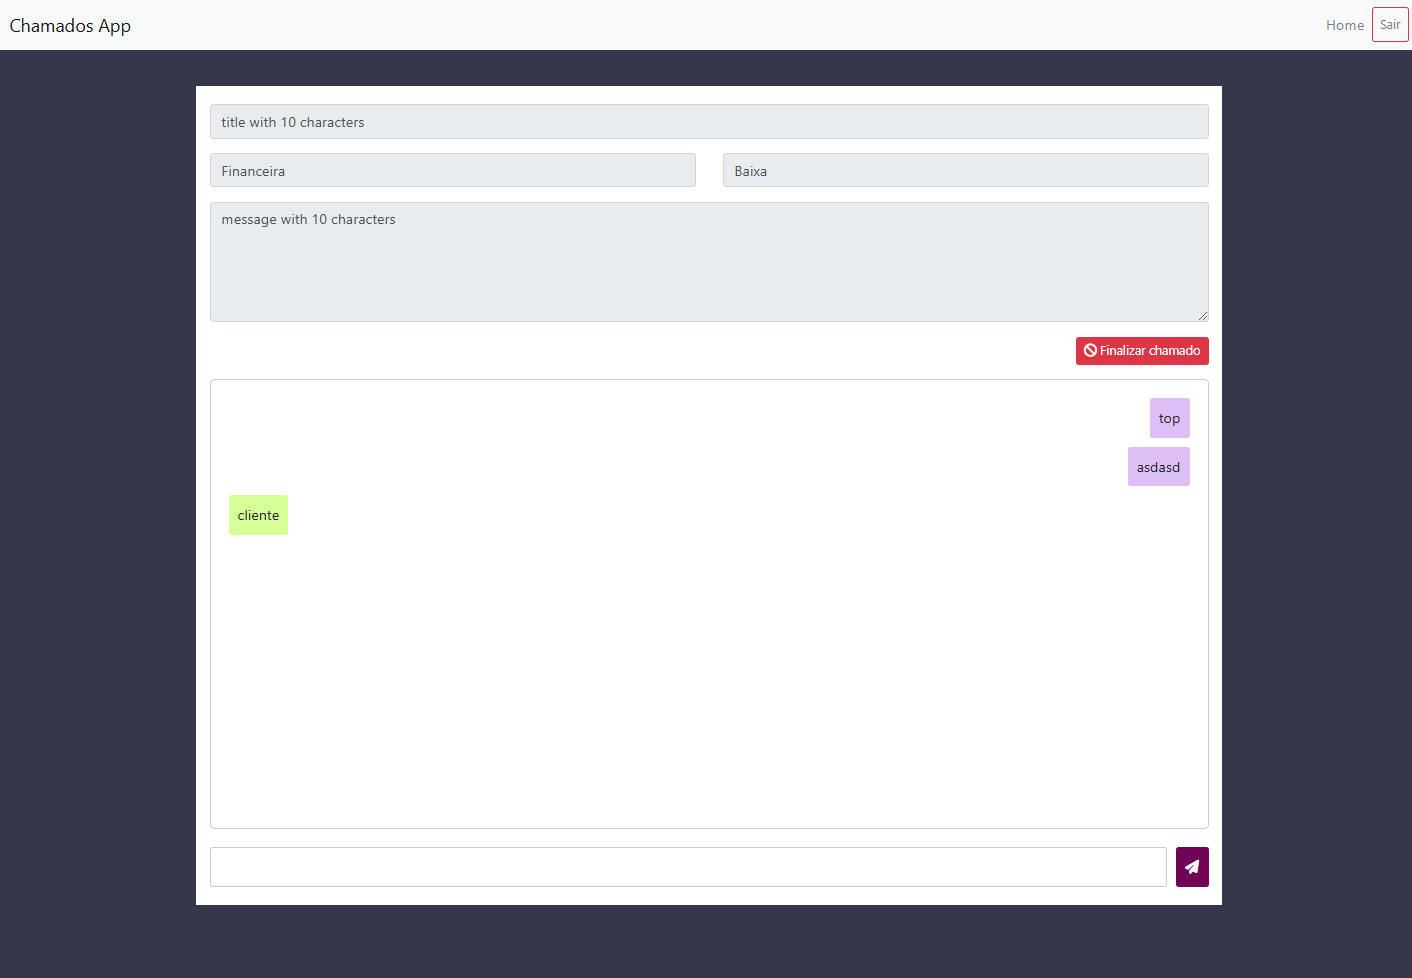 Chamados App
Home
Sair
title with 10 characters
Financeira
Baixa
message with 10 characters
Finalizar chamado
top
asdasd
cliente